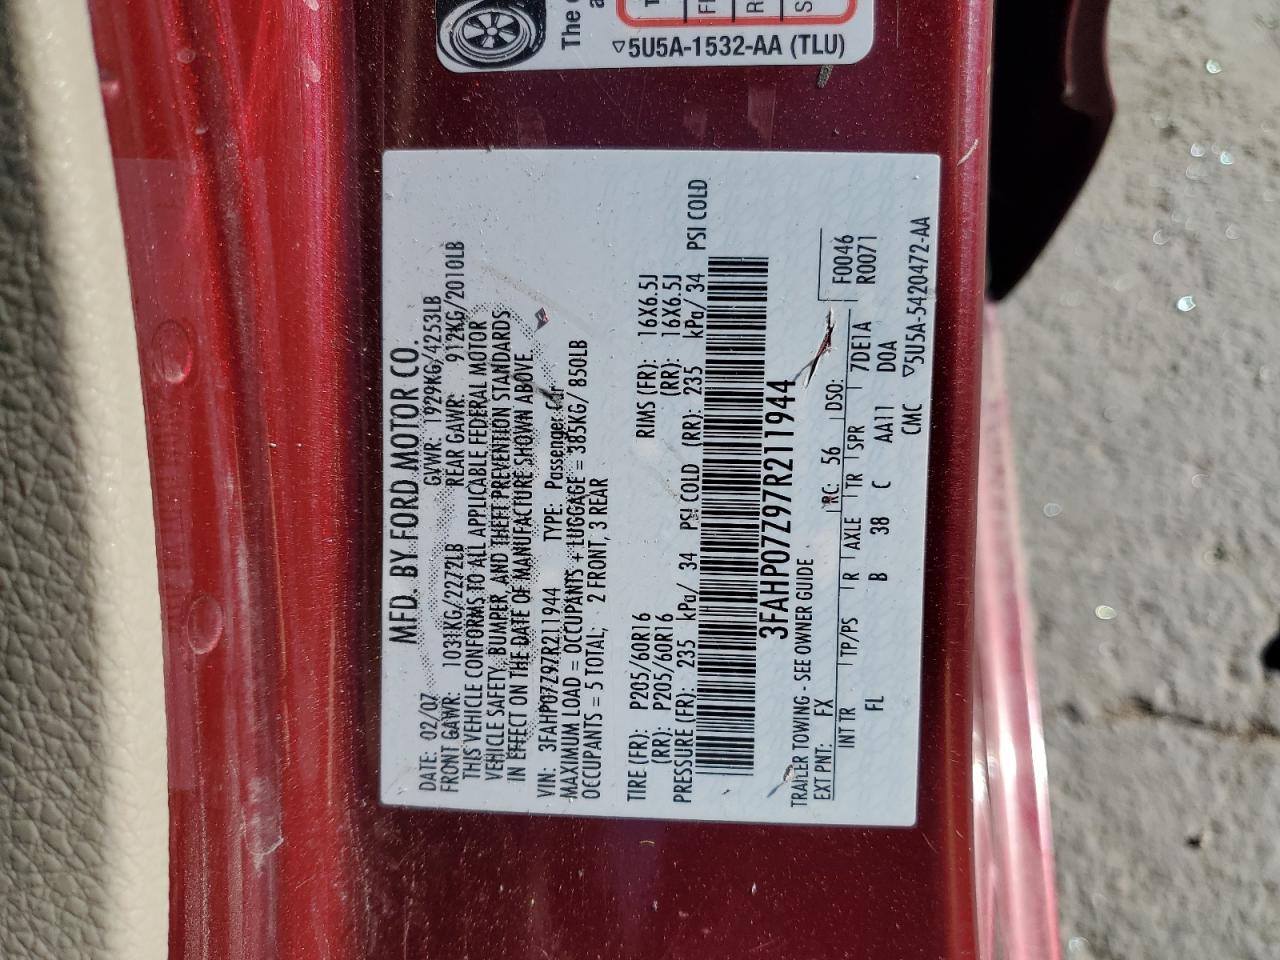 The
a
▽5U5A-1532-AA (TLU)
MFD. BY FORD MOTOR CO.
DATE: 02/07 GVWR: 1929KG/4253LB
FRONT GAWR: 1031KG/2272LB REAR GAWR: 912KG/2010LB
THIS VEHICLE CONFORMS TO ALL APPLICABLE FEDERAL MOTOR
VEHICLE SAFETY, BUMPER, AND THEFT PREVENTION STANDARDS
IN EFFECT ON THE DATE OF MANUFACTURE SHOWN ABOVE
VIN: 3FAHP07Z97R211944 TYPE: Passenger Car
MAXIMUM LOAD = OCCUPANTS + LUGGAGE = 385KG/ 850LB
OCCUPANTS = 5 TOTAL, 2 FRONT, 3 REAR
TIRE (FR): P205/60R16 RIMS (FR): 16X6.5J
(RR): P205/60R16 (RR): 16X6.5J
PRESSURE (FR): 235 kPa/ 34 PSI COLD (RR): 235 kPa/ 34 PSI COLD
3FAHP07Z97R211944
TRAILER TOWING - SEE OWNER GUIDE
EXT PNT: FX RC: 56 DSO: F0046
INT TR TP/PS R AXLE TR SPR 7DE1A R0071
FL B 38 C AA11 D0A
CMC ▽5U5A-5420472-AA